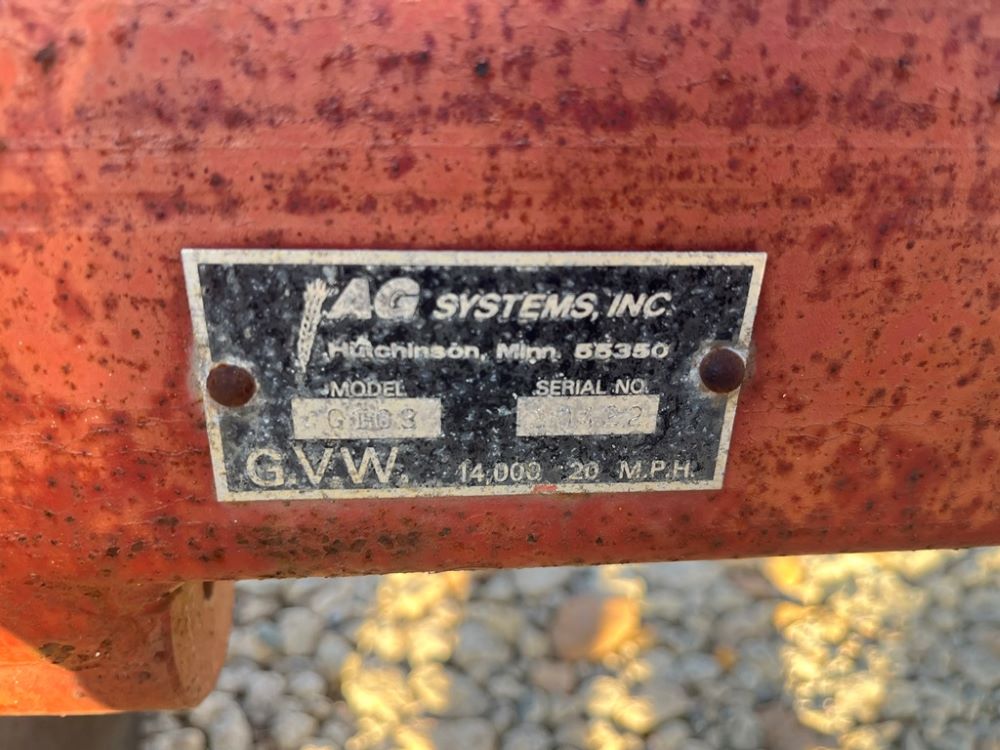 AG SYSTEMS, INC.
Hutchinson, Minn. 55350
MODEL SERIAL NO.
G.V.W. 14,000 20 M.P.H.